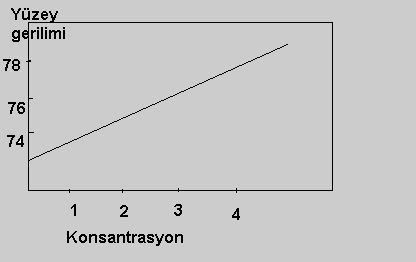 Yüzey
gerilimi
78
76
74
1 2 3 4
Konsantrasyon